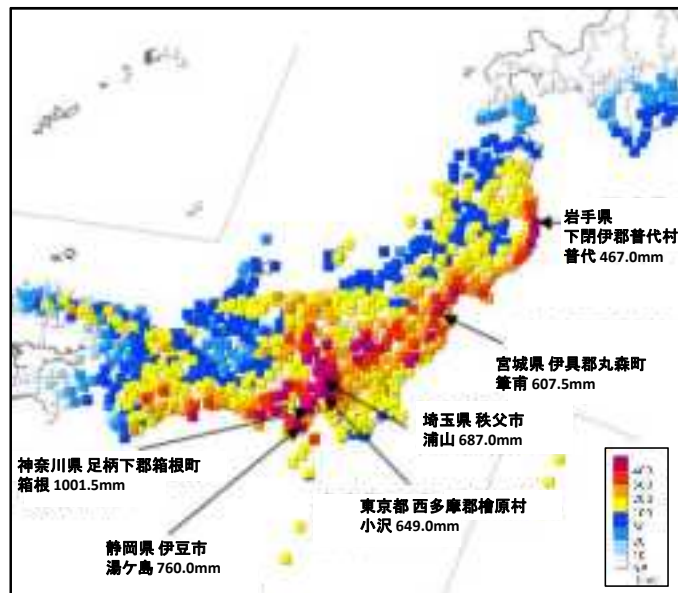 岩手県
下閉伊郡普代村
普代 467.0mm
宮城県 伊具郡丸森町
筆甫 607.5mm
埼玉県 秩父市
浦山 687.0mm
神奈川県 足柄下郡箱根町
箱根 1001.5mm
東京都 西多摩郡檜原村
小沢 649.0mm
静岡県 伊豆市
湯ケ島 760.0mm